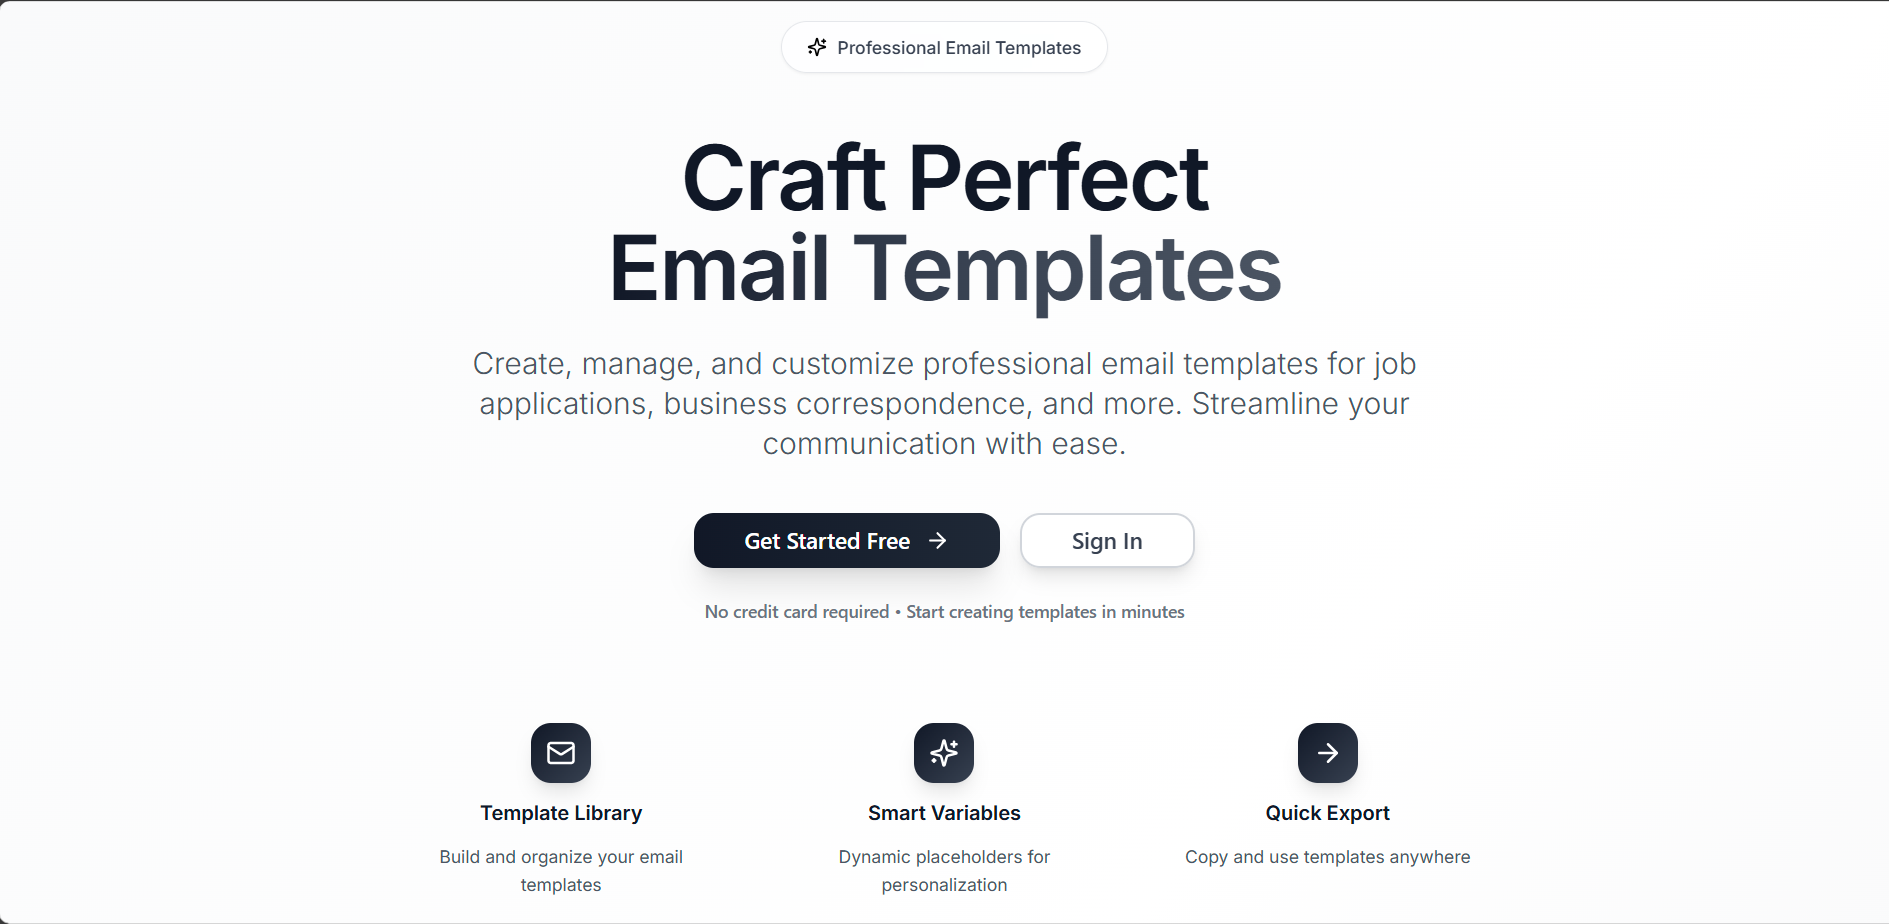 Professional Email Templates
Craft Perfect
Email Templates
Create, manage, and customize professional email templates for job
applications, business correspondence, and more. Streamline your
communication with ease.
Get Started Free
Sign In
No credit card required • Start creating templates in minutes
Template Library
Build and organize your email
templates
Smart Variables
Dynamic placeholders for
personalization
Quick Export
Copy and use templates anywhere